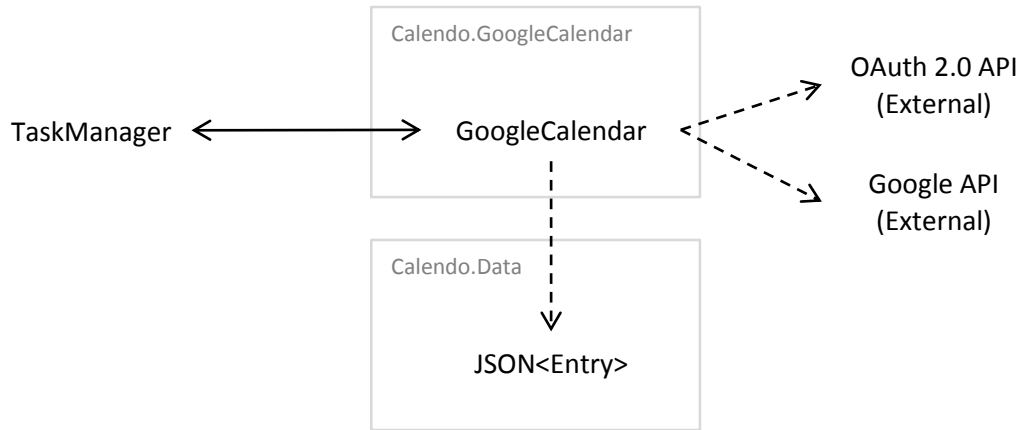 Calendo.GoogleCalendar
OAuth 2.0 API
(External)
TaskManager
GoogleCalendar
Google API
(External)
Calendo.Data
JSON<Entry>